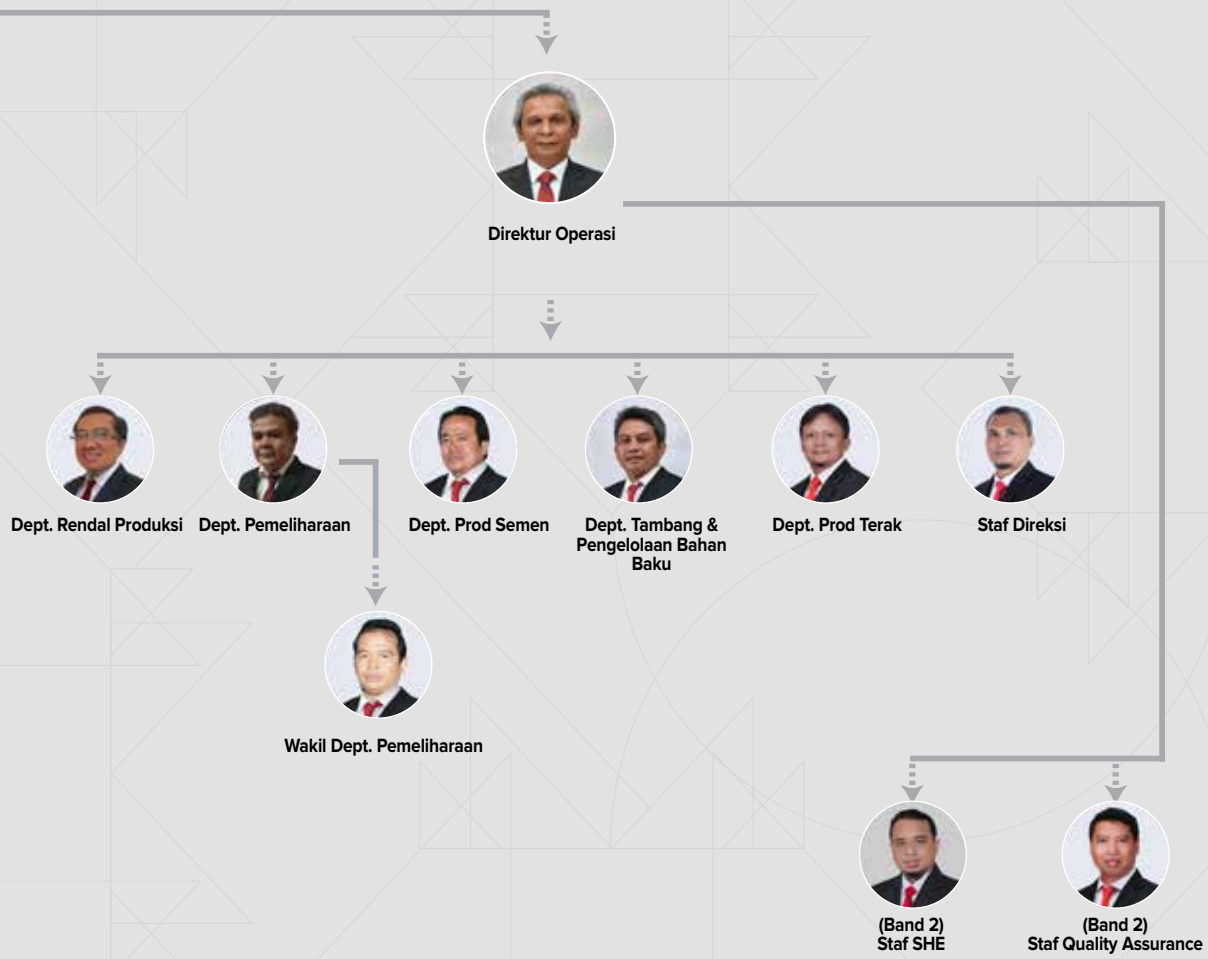 Direktur Operasi
Dept. Rendal Produksi
Dept. Pemeliharaan
Dept. Prod Semen
Dept. Tambang &
Pengelolaan Bahan
Baku
Dept. Prod Terak
Staf Direksi
Wakil Dept. Pemeliharaan
(Band 2)
Staf SHE
(Band 2)
Staf Quality Assurance